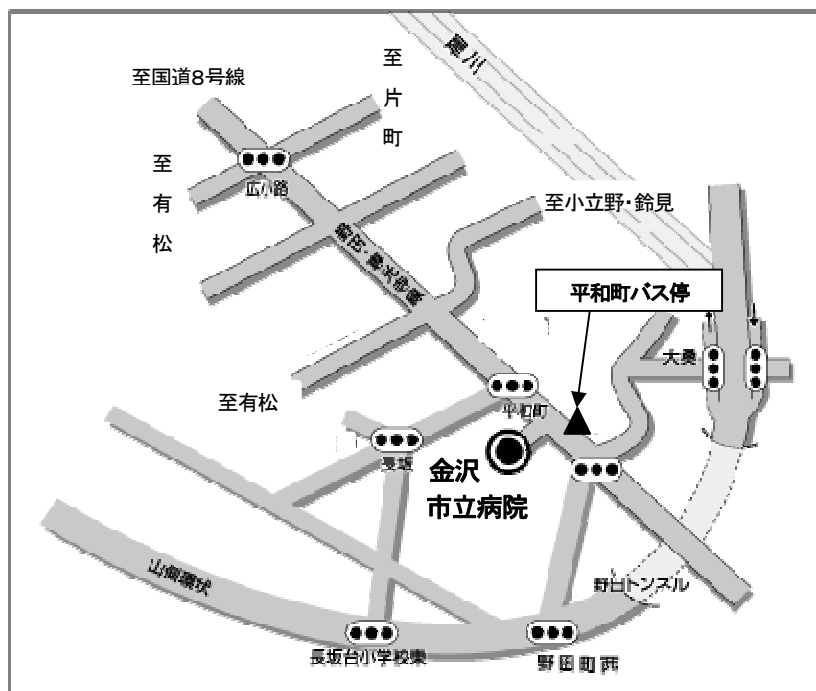 至国道8号線
至片町
犀川
至有松
広小路
至小立野・鈴見
平和町バス停
大桑
至有松
平和町
長坂
金沢
市立病院
山側環状
野田トンネル
長坂台小学校東
野田町西